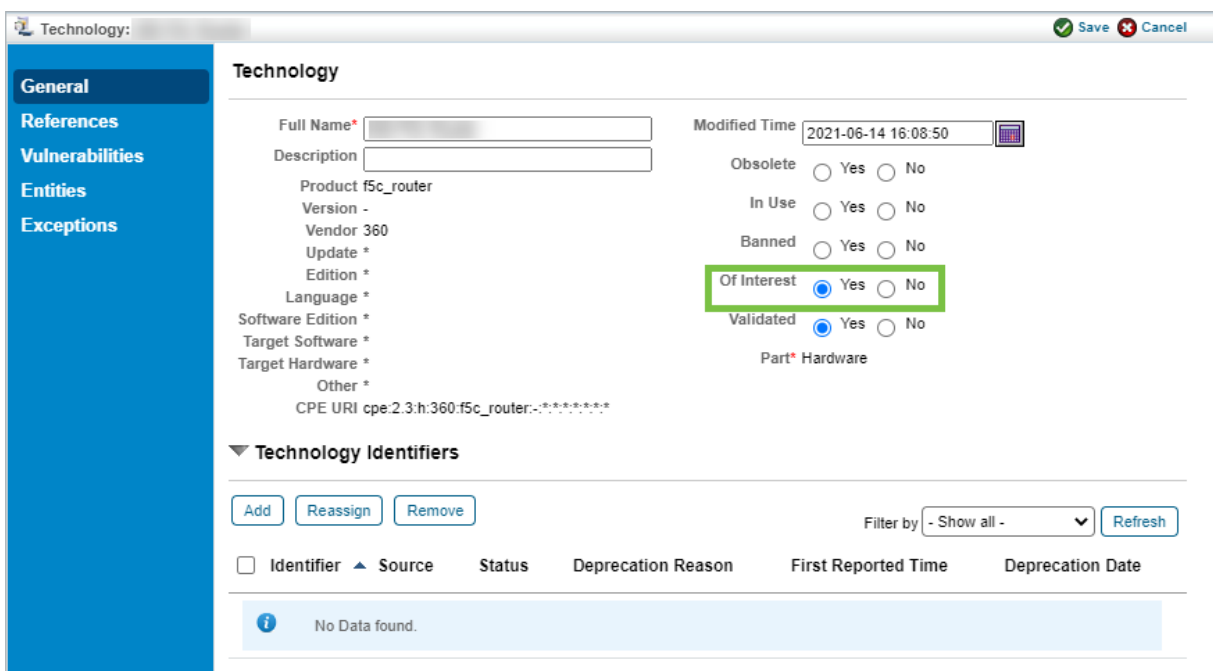 Technology:
Save Cancel
General
References
Vulnerabilities
Entities
Exceptions
Technology
Full Name*
Description
Product f5c_router
Version -
Vendor 360
Update *
Edition *
Language *
Software Edition *
Target Software *
Target Hardware *
Other *
CPE URI cpe:2.3:h:360:f5c_router:-:*:*:*:*:*:*:*
Modified Time 2021-06-14 16:08:50
Obsolete Yes No
In Use Yes No
Banned Yes No
Of Interest Yes No
Validated Yes No
Part* Hardware
Technology Identifiers
Add Reassign Remove
Filter by - Show all - Refresh
Identifier Source Status Deprecation Reason First Reported Time Deprecation Date
No Data found.